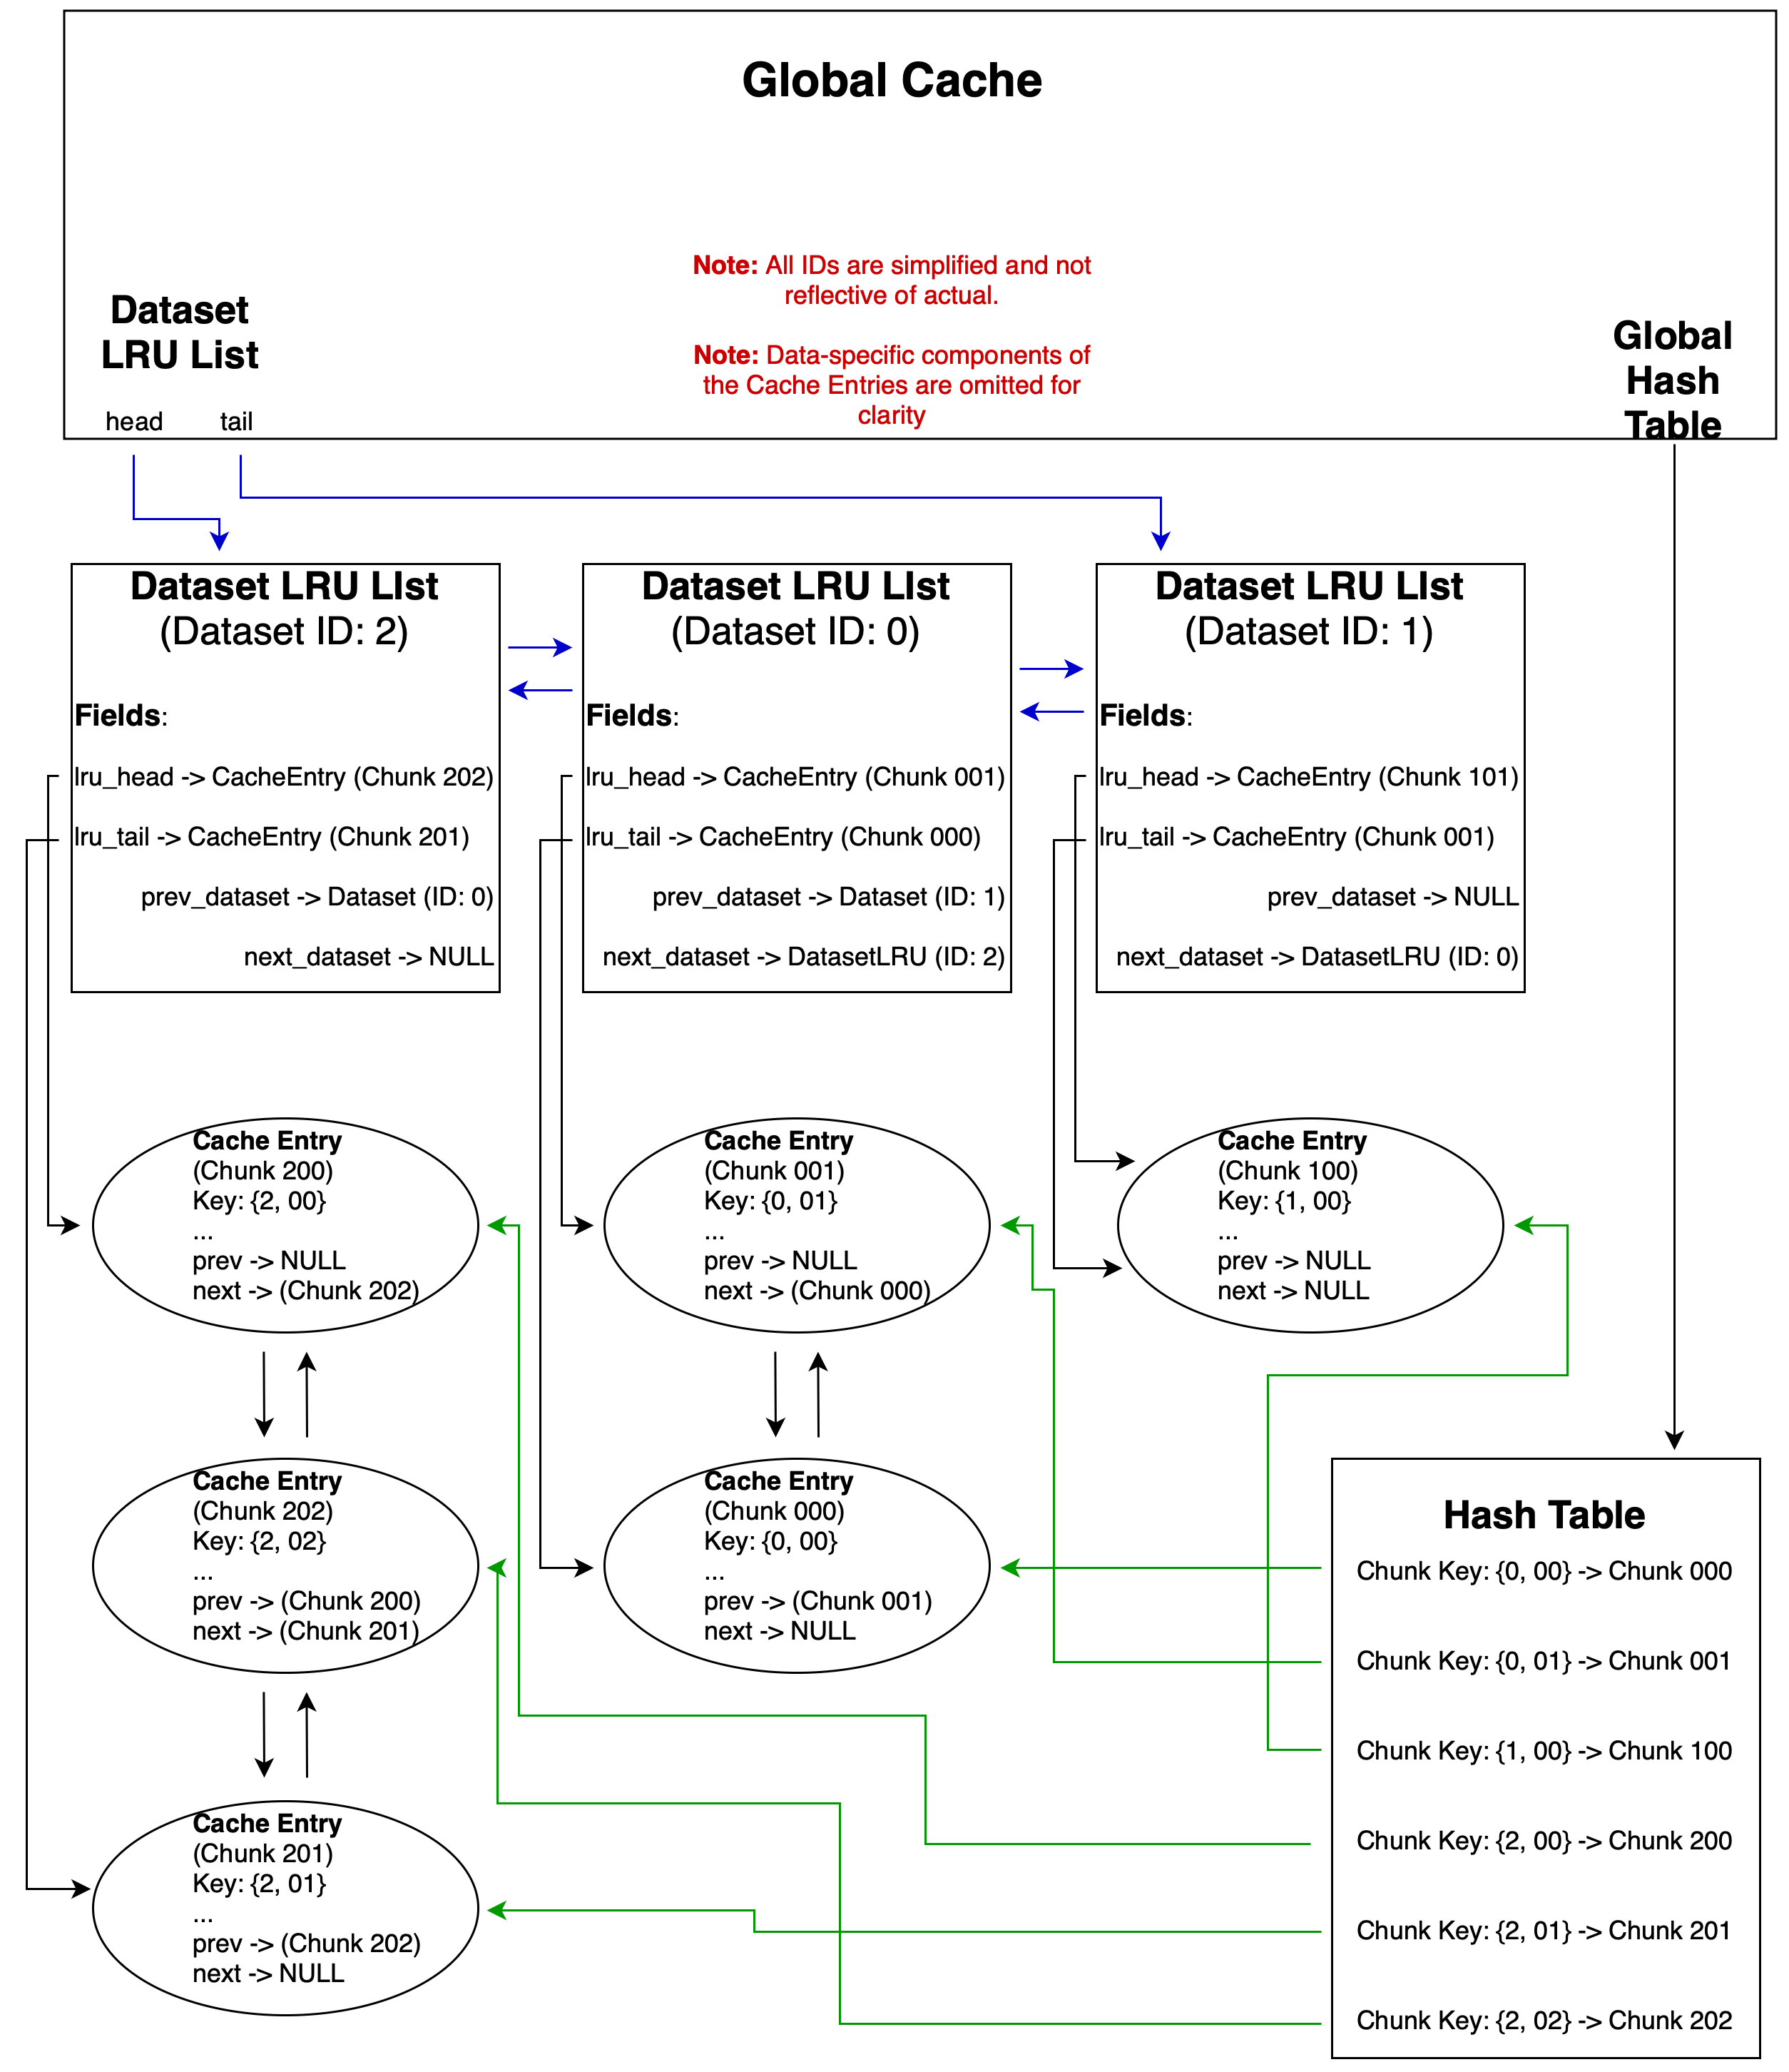 Global Cache
Note: All IDs are simplified and not
reflective of actual.
Note: Data-specific components of
the Cache Entries are omitted for
clarity
Dataset
LRU List
head tail
Global
Hash
Table
Dataset LRU LIst
(Dataset ID: 2)
Fields:
lru_head -> CacheEntry (Chunk 202)
lru_tail -> CacheEntry (Chunk 201)
prev_dataset -> Dataset (ID: 0)
next_dataset -> NULL
Dataset LRU LIst
(Dataset ID: 0)
Fields:
lru_head -> CacheEntry (Chunk 001)
lru_tail -> CacheEntry (Chunk 000)
prev_dataset -> Dataset (ID: 1)
next_dataset -> DatasetLRU (ID: 2)
Dataset LRU LIst
(Dataset ID: 1)
Fields:
lru_head -> CacheEntry (Chunk 101)
lru_tail -> CacheEntry (Chunk 001)
prev_dataset -> NULL
next_dataset -> DatasetLRU (ID: 0)
Cache Entry
(Chunk 200)
Key: {2, 00}
...
prev -> NULL
next -> (Chunk 202)
Cache Entry
(Chunk 001)
Key: {0, 01}
...
prev -> NULL
next -> (Chunk 000)
Cache Entry
(Chunk 100)
Key: {1, 00}
...
prev -> NULL
next -> NULL
Cache Entry
(Chunk 202)
Key: {2, 02}
...
prev -> (Chunk 200)
next -> (Chunk 201)
Cache Entry
(Chunk 000)
Key: {0, 00}
...
prev -> (Chunk 001)
next -> NULL
Cache Entry
(Chunk 201)
Key: {2, 01}
...
prev -> (Chunk 202)
next -> NULL
Hash Table
Chunk Key: {0, 00} -> Chunk 000
Chunk Key: {0, 01} -> Chunk 001
Chunk Key: {1, 00} -> Chunk 100
Chunk Key: {2, 00} -> Chunk 200
Chunk Key: {2, 01} -> Chunk 201
Chunk Key: {2, 02} -> Chunk 202